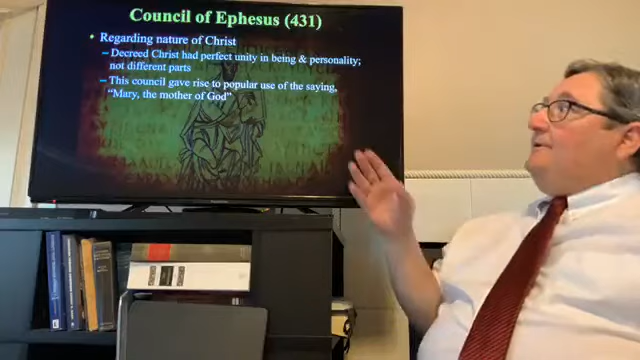 Council of Ephesus (431)
Regarding nature of Christ
–Decreed Christ had perfect unity in being & personality;
not different parts
–This council gave rise to popular use of the saying,
“Mary, the mother of God”